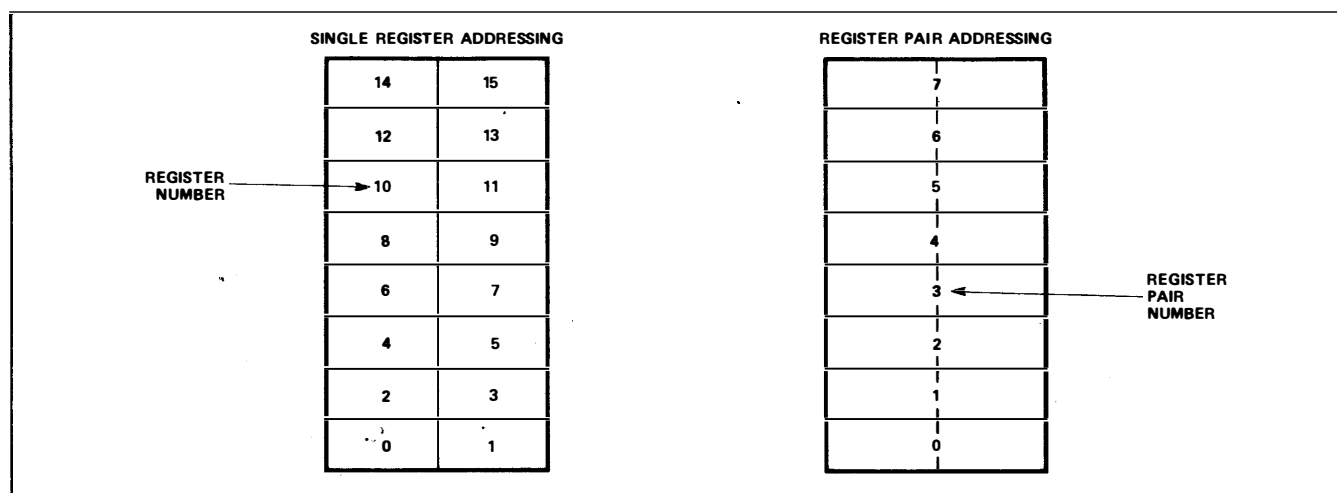 SINGLE REGISTER ADDRESSING
14 15
12 13
REGISTER NUMBER
10 11
8 9
6 7
4 5
2 3
0 1
REGISTER PAIR ADDRESSING
7
6
5
4
3
REGISTER
PAIR
NUMBER
2
1
0